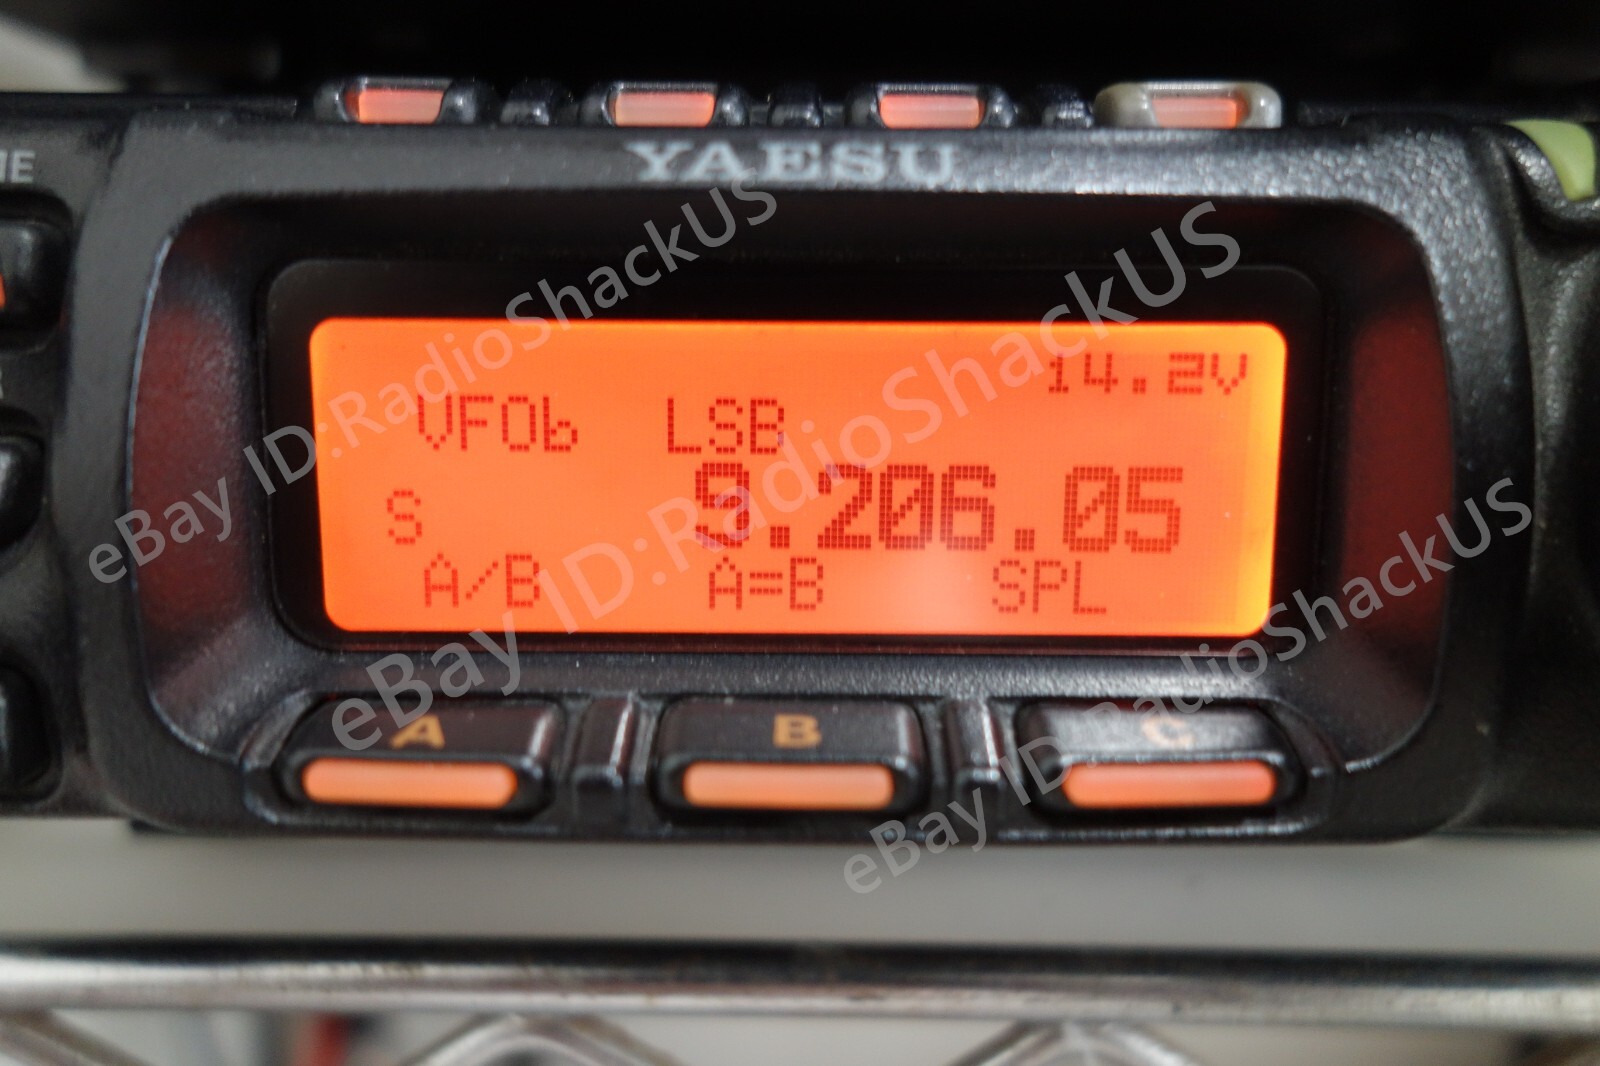 YAESU
14.2V
VFOb LSB
9.206.05
S
A/B A=B SPL
A B C
eBay ID:RadioShackUS
eBay ID:RadioShackUS
eBay ID:RadioShackUS